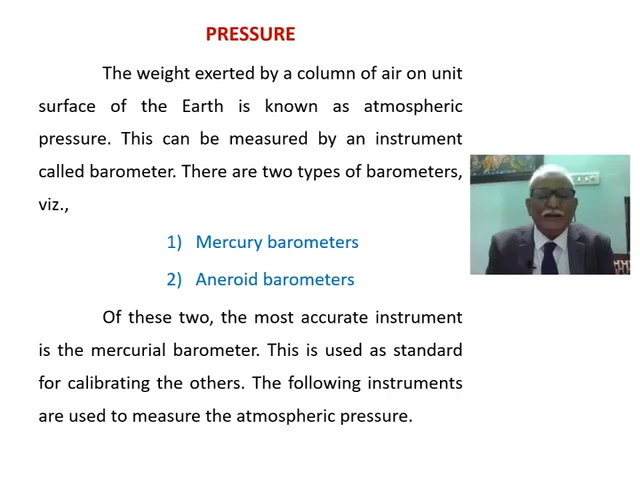 PRESSURE
The weight exerted by a column of air on unit
surface of the Earth is known as atmospheric
pressure. This can be measured by an instrument
called barometer. There are two types of barometers,
viz.,
1) Mercury barometers
2) Aneroid barometers
Of these two, the most accurate instrument
is the mercurial barometer. This is used as standard
for calibrating the others. The following instruments
are used to measure the atmospheric pressure.